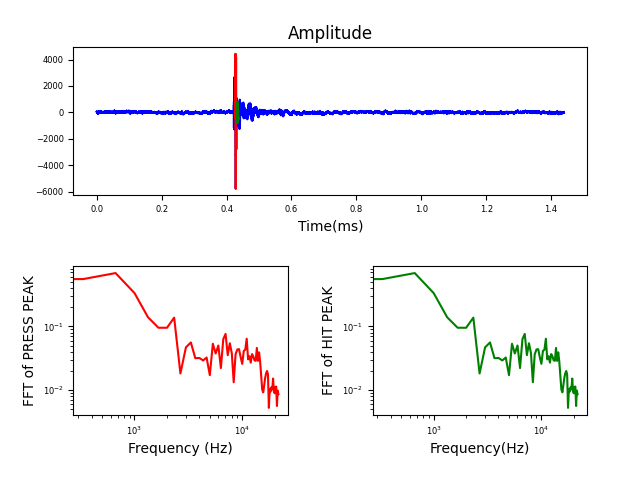 Amplitude
4000
2000
0
−2000
−4000
−6000
0.0 0.2 0.4 0.6 0.8 1.0 1.2 1.4
Time(ms)
FFT of PRESS PEAK
10⁻¹
10⁻²
10³ 10⁴
Frequency (Hz)
FFT of HIT PEAK
10⁻¹
10⁻²
10³ 10⁴
Frequency(Hz)